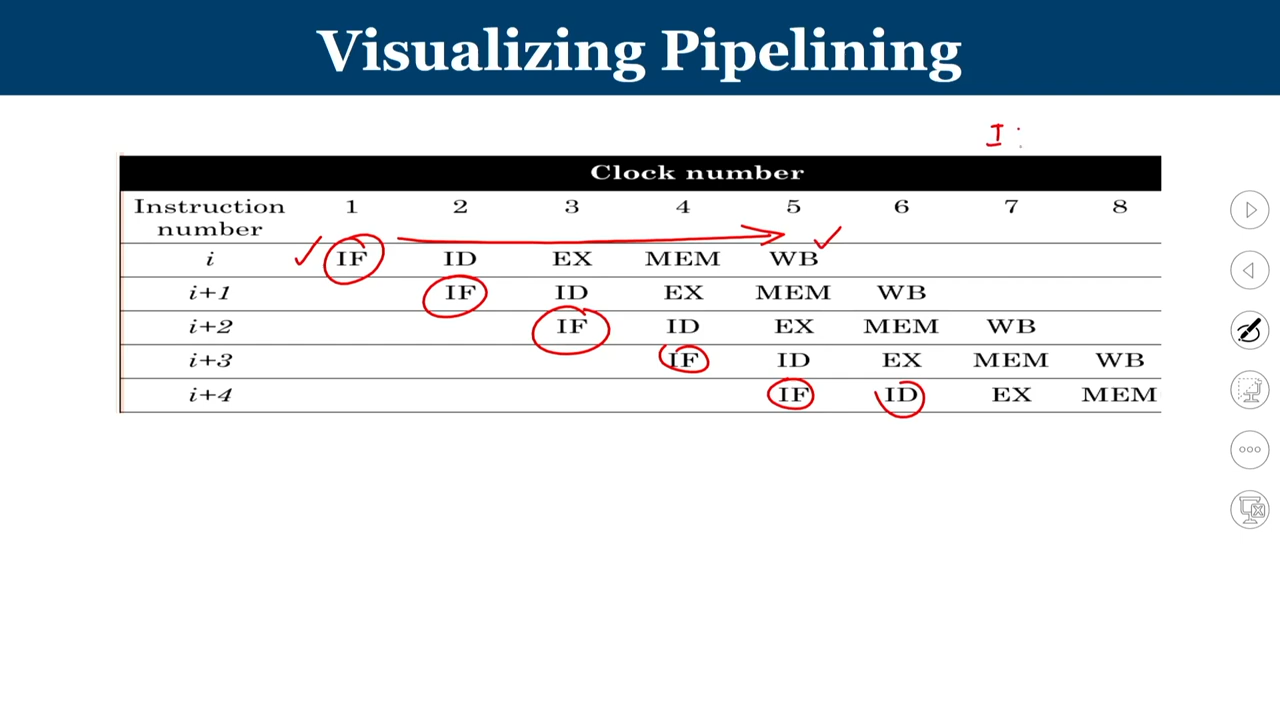 Visualizing Pipelining
I :
Clock number
Instruction number 1 2 3 4 5 6 7 8
i IF ID EX MEM WB
i+1 IF ID EX MEM WB
i+2 IF ID EX MEM WB
i+3 IF ID EX MEM WB
i+4 IF ID EX MEM